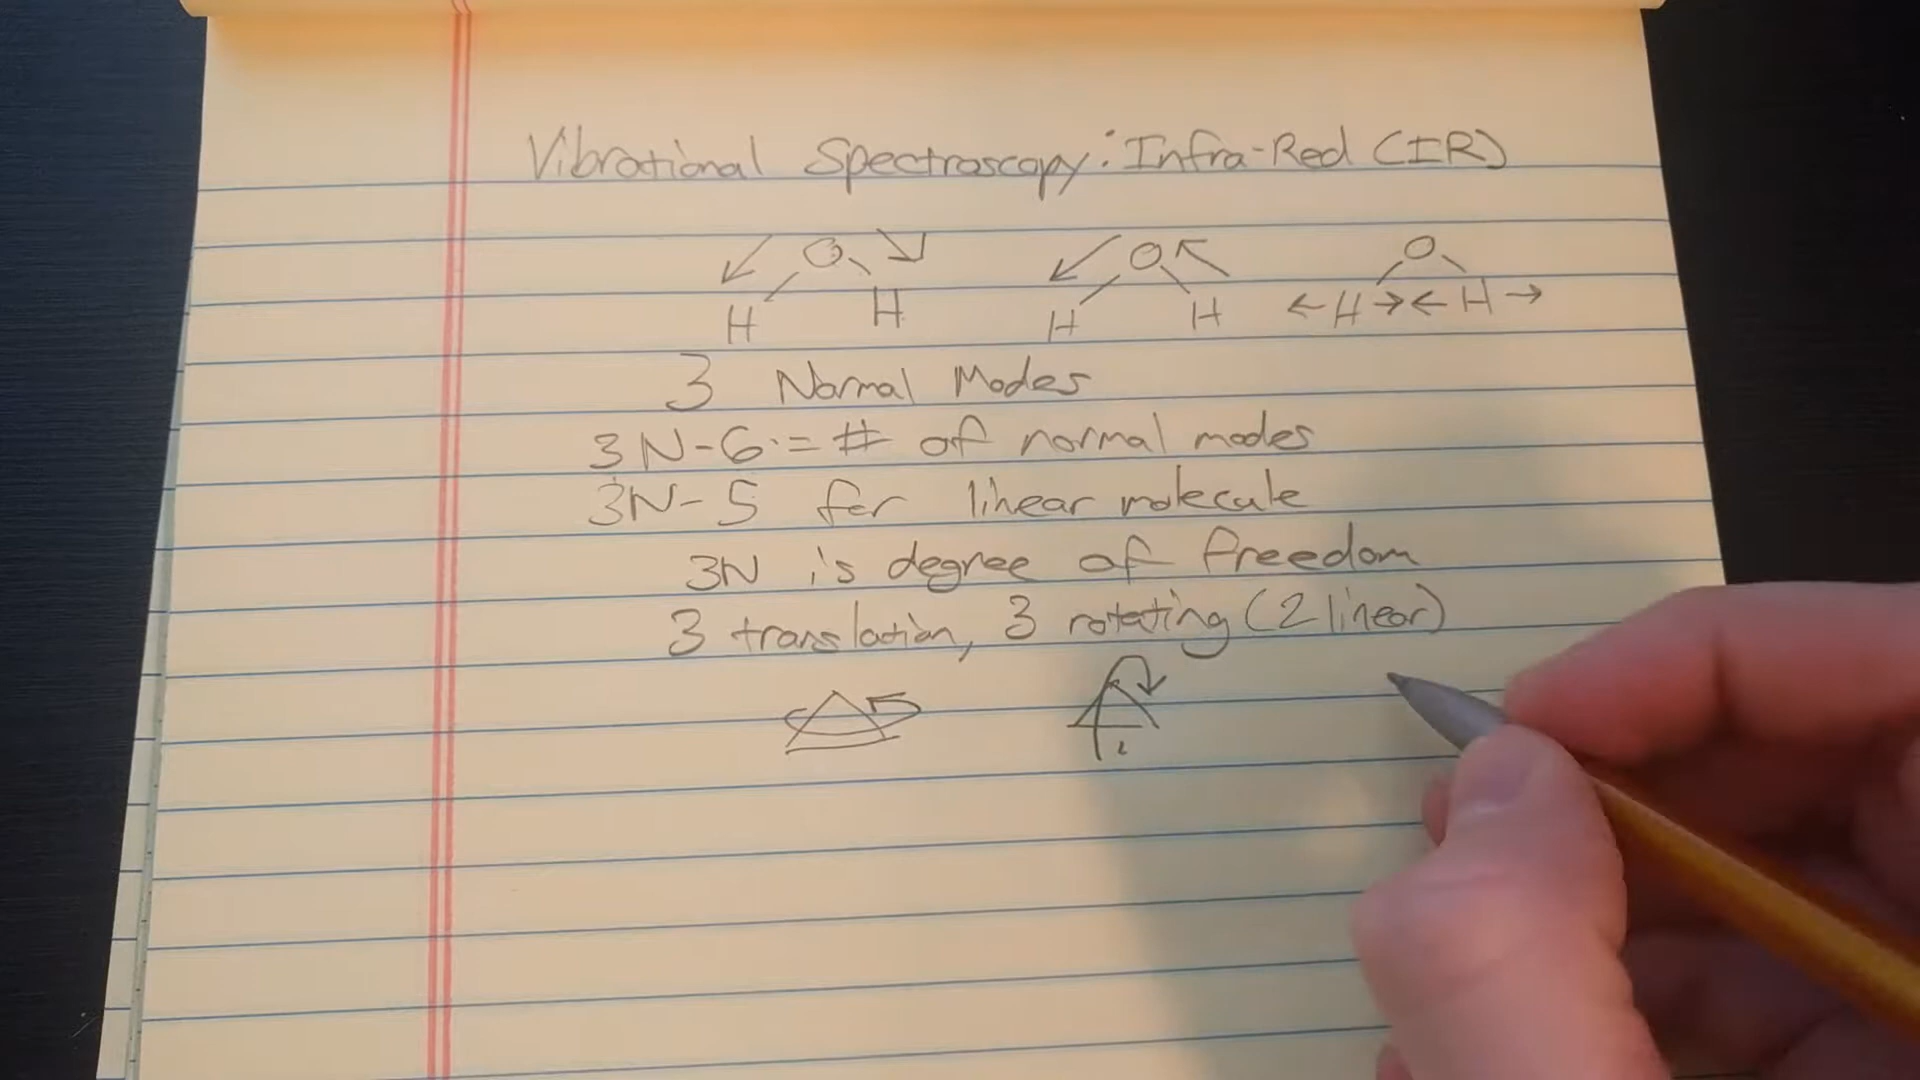 Vibrational Spectroscopy: Infra-Red (IR)
O O O
H H H H H H
3 Normal Modes
3N-6 = # of normal modes
3N-5 for linear molecule
3N is degree of freedom
3 translation, 3 rotating (2 linear)